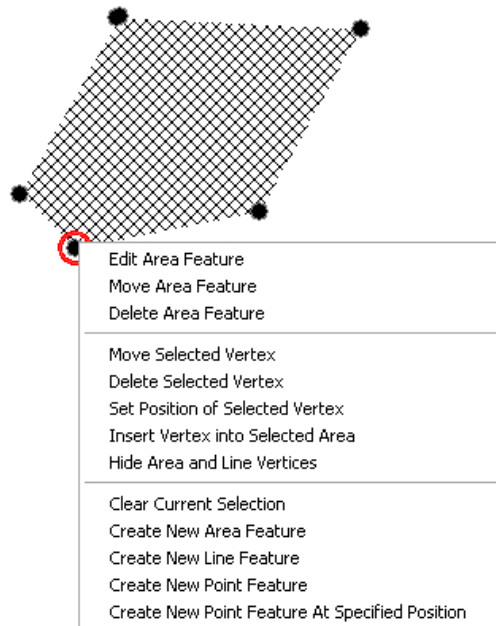 Edit Area Feature
Move Area Feature
Delete Area Feature
Move Selected Vertex
Delete Selected Vertex
Set Position of Selected Vertex
Insert Vertex into Selected Area
Hide Area and Line Vertices
Clear Current Selection
Create New Area Feature
Create New Line Feature
Create New Point Feature
Create New Point Feature At Specified Position